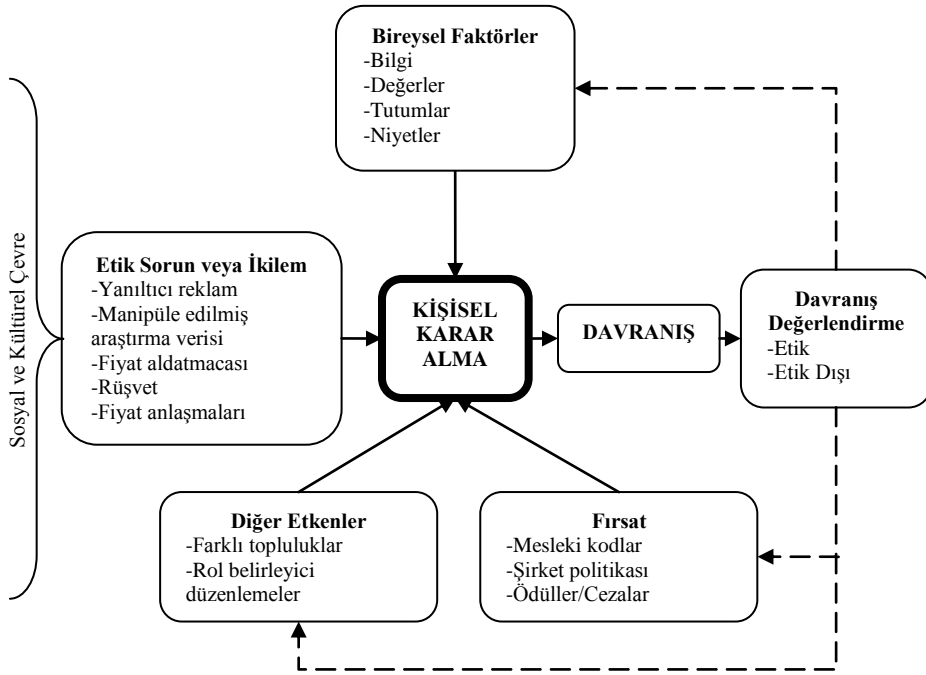 Bireysel Faktörler
-Bilgi
-Değerler
-Tutumlar
-Niyetler
Sosyal ve Kültürel Çevre
Etik Sorun veya İkilem
-Yanıltıcı reklam
-Manipüle edilmiş
araştırma verisi
-Fiyat aldatmacası
-Rüşvet
-Fiyat anlaşmaları
KİŞİSEL
KARAR
ALMA
DAVRANIŞ
Davranış
Değerlendirme
-Etik
-Etik Dışı
Diğer Etkenler
-Farklı topluluklar
-Rol belirleyici
düzenlemeler
Fırsat
-Mesleki kodlar
-Şirket politikası
-Ödüller/Cezalar